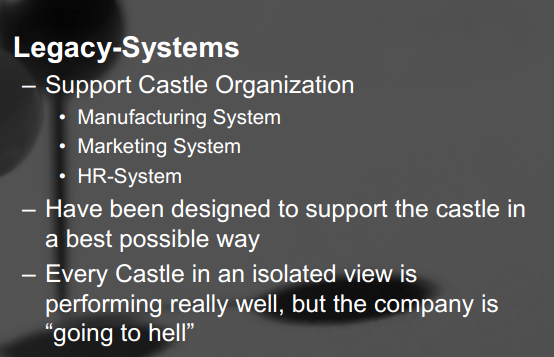 Legacy-Systems
– Support Castle Organization
• Manufacturing System
• Marketing System
• HR-System
– Have been designed to support the castle in
a best possible way
– Every Castle in an isolated view is
performing really well, but the company is
“going to hell”